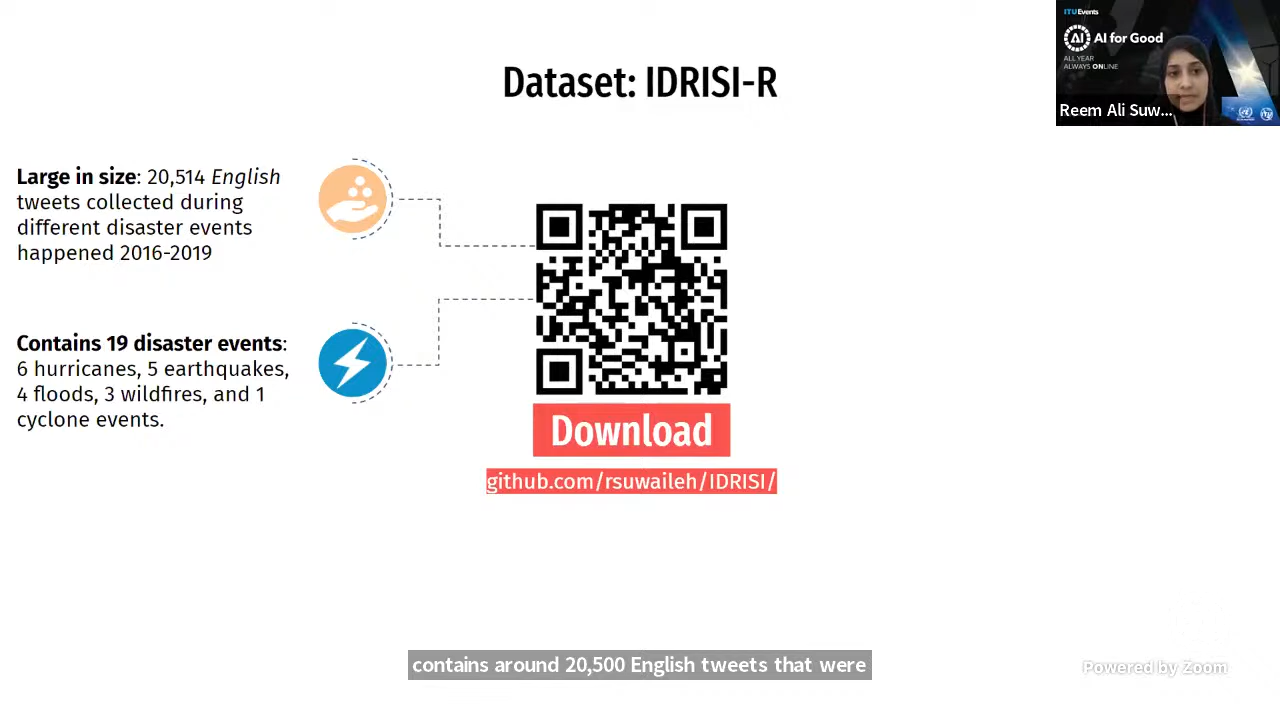 Dataset: IDRISI-R
Large in size: 20,514 English
tweets collected during
different disaster events
happened 2016-2019
Contains 19 disaster events:
6 hurricanes, 5 earthquakes,
4 floods, 3 wildfires, and 1
cyclone events.
Download
github.com/rsuwaileh/IDRISI/
ITUEvents
AI
AI for Good
ALL YEAR
ALWAYS ONLINE
Reem Ali Suw...
contains around 20,500 English tweets that were
Powered by Zoom